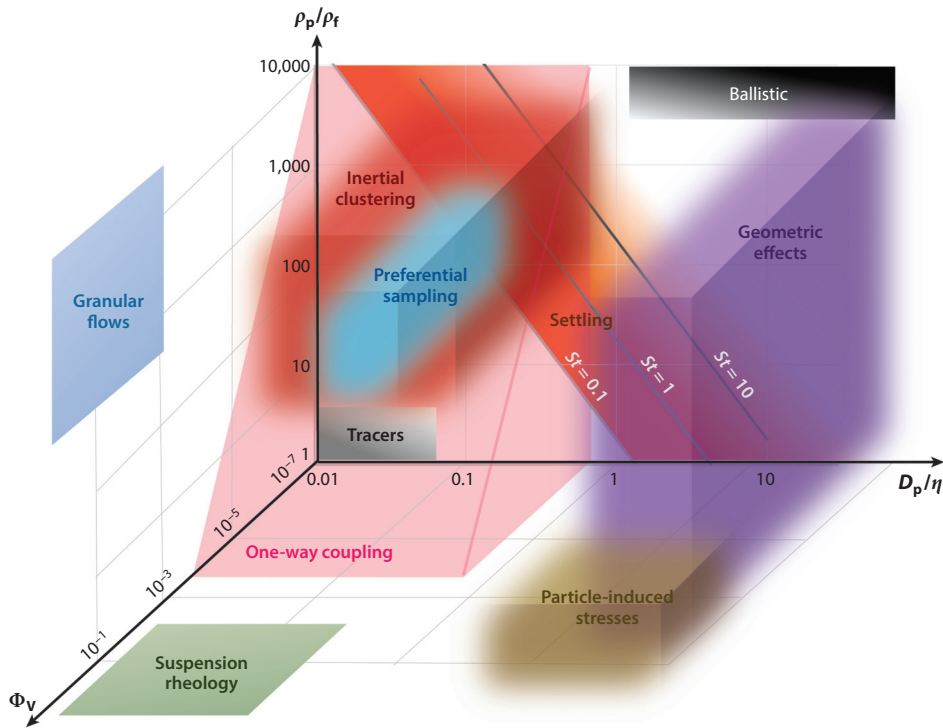 ρp/ρf
10,000
Ballistic
1,000
Inertial
clustering
Geometric
effects
100
Preferential
sampling
Granular
flows
Settling
10
St = 0.1
St = 1
St = 10
Tracers
1
10⁻⁷
0.01
0.1
1
10
Dp/η
10⁻⁵
One-way coupling
10⁻³
Particle-induced
stresses
10⁻¹
Suspension
rheology
ΦV